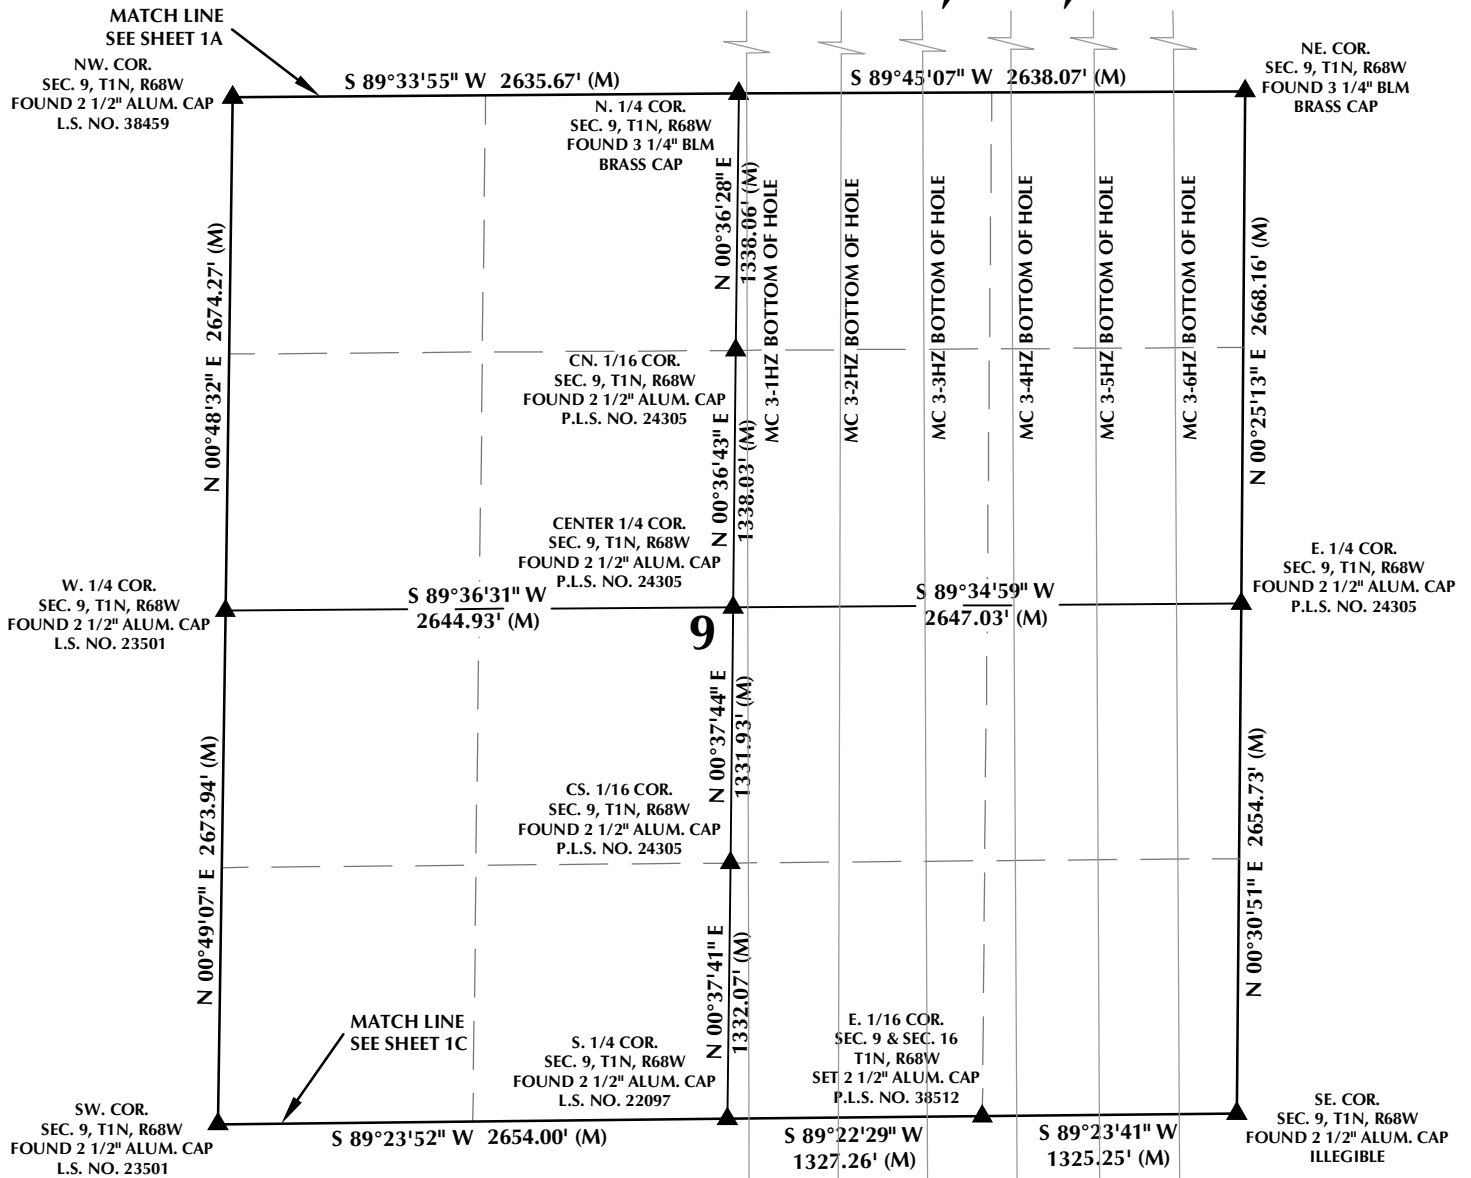 MATCH LINE
SEE SHEET 1A
NW. COR.
SEC. 9, T1N, R68W
FOUND 2 1/2" ALUM. CAP
L.S. NO. 38459
S 89°33'55" W 2635.67' (M)
N. 1/4 COR.
SEC. 9, T1N, R68W
FOUND 3 1/4" BLM
BRASS CAP
S 89°45'07" W 2638.07' (M)
NE. COR.
SEC. 9, T1N, R68W
FOUND 3 1/4" BLM
BRASS CAP
N 00°48'32" E 2674.27' (M)
N 00°36'28" E
1338.06' (M)
MC 3-1HZ BOTTOM OF HOLE
MC 3-2HZ BOTTOM OF HOLE
MC 3-3HZ BOTTOM OF HOLE
MC 3-4HZ BOTTOM OF HOLE
MC 3-5HZ BOTTOM OF HOLE
MC 3-6HZ BOTTOM OF HOLE
N 00°25'13" E 2668.16' (M)
CN. 1/16 COR.
SEC. 9, T1N, R68W
FOUND 2 1/2" ALUM. CAP
P.L.S. NO. 24305
N 00°36'43" E
1338.03' (M)
CENTER 1/4 COR.
SEC. 9, T1N, R68W
FOUND 2 1/2" ALUM. CAP
P.L.S. NO. 24305
W. 1/4 COR.
SEC. 9, T1N, R68W
FOUND 2 1/2" ALUM. CAP
L.S. NO. 23501
S 89°36'31" W
2644.93' (M)
9
S 89°34'59" W
2647.03' (M)
E. 1/4 COR.
SEC. 9, T1N, R68W
FOUND 2 1/2" ALUM. CAP
P.L.S. NO. 24305
N 00°49'07" E 2673.94' (M)
N 00°37'44" E
1331.93' (M)
N 00°30'51" E 2654.73' (M)
CS. 1/16 COR.
SEC. 9, T1N, R68W
FOUND 2 1/2" ALUM. CAP
P.L.S. NO. 24305
N 00°37'41" E
1332.07' (M)
MATCH LINE
SEE SHEET 1C
S. 1/4 COR.
SEC. 9, T1N, R68W
FOUND 2 1/2" ALUM. CAP
L.S. NO. 22097
E. 1/16 COR.
SEC. 9 & SEC. 16
T1N, R68W
SET 2 1/2" ALUM. CAP
P.L.S. NO. 38512
SW. COR.
SEC. 9, T1N, R68W
FOUND 2 1/2" ALUM. CAP
L.S. NO. 23501
S 89°23'52" W 2654.00' (M)
S 89°22'29" W
1327.26' (M)
S 89°23'41" W
1325.25' (M)
SE. COR.
SEC. 9, T1N, R68W
FOUND 2 1/2" ALUM. CAP
ILLEGIBLE